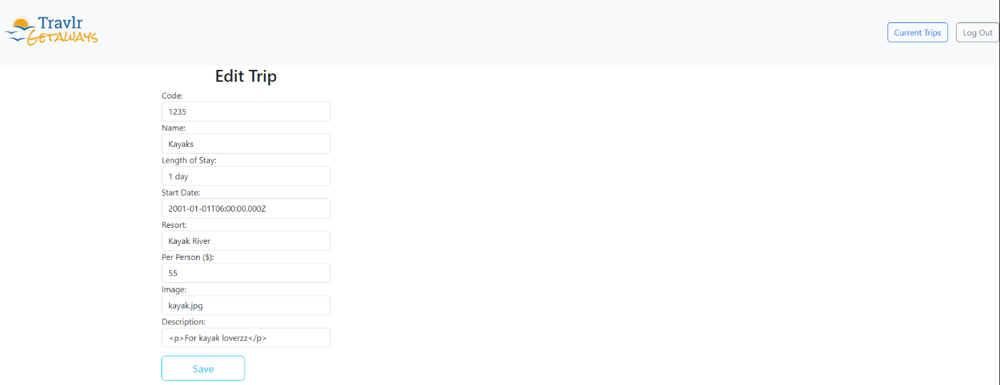 Travlr
GETAWAYS
Current Trips
Log Out
Edit Trip
Code:
1235
Name:
Kayaks
Length of Stay:
1 day
Start Date:
2001-01-01T06:00:00.000Z
Resort:
Kayak River
Per Person ($):
55
Image:
kayak.jpg
Description:
<p>For kayak loverzz</p>
Save